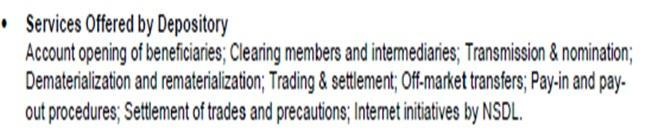 • Services Offered by Depository
Account opening of beneficiaries; Clearing members and intermediaries; Transmission & nomination;
Dematerialization and rematerialization; Trading & settlement; Off-market transfers; Pay-in and pay-
out procedures; Settlement of trades and precautions; Internet initiatives by NSDL.